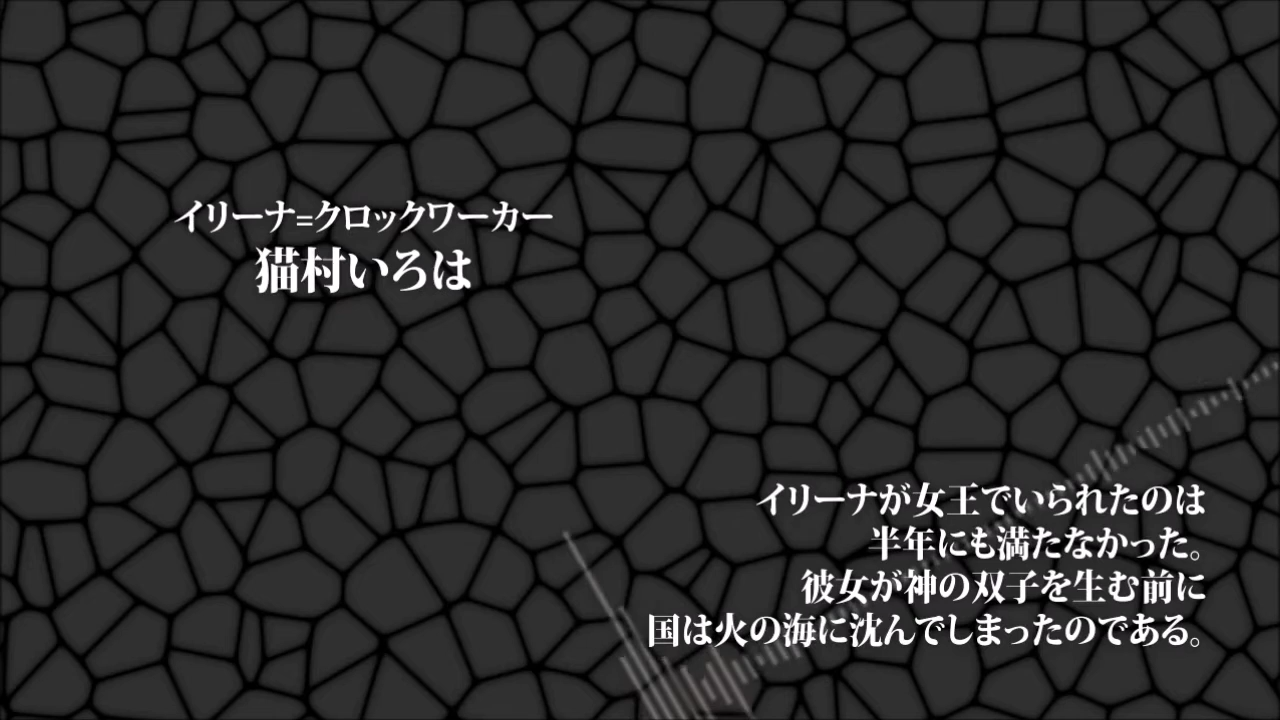 イリーナ=クロックワーカー
猫村いろは
イリーナが女王でいられたのは
半年にも満たなかった。
彼女が神の双子を生む前に
国は火の海に沈んでしまったのである。